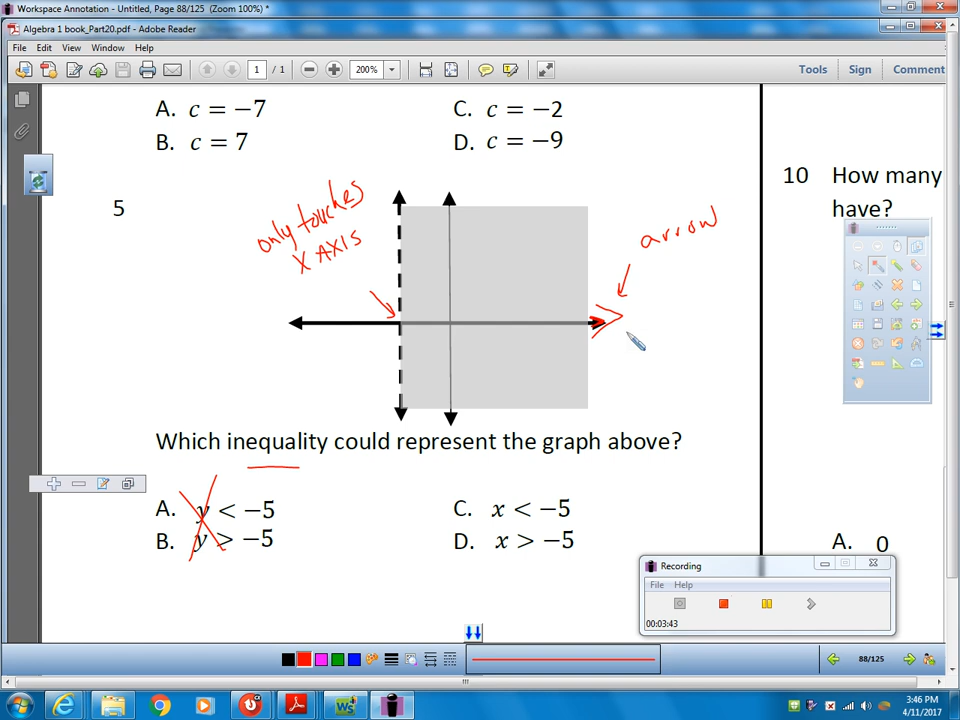 Workspace Annotation - Untitled, Page 88/125 (Zoom 100%) *
Algebra 1 book_Part20.pdf - Adobe Reader
File Edit View Window Help
1 / 1 200% Tools Sign Comment
A. c = −7 C. c = −2
B. c = 7 D. c = −9
10 How many
have?
5
only touches
X AXIS
arrow
Which inequality could represent the graph above?
A. y < −5 C. x < −5
B. y > −5 D. x > −5
A. 0
Recording
File Help
00:03:43
88/125
3:46 PM
4/11/2017